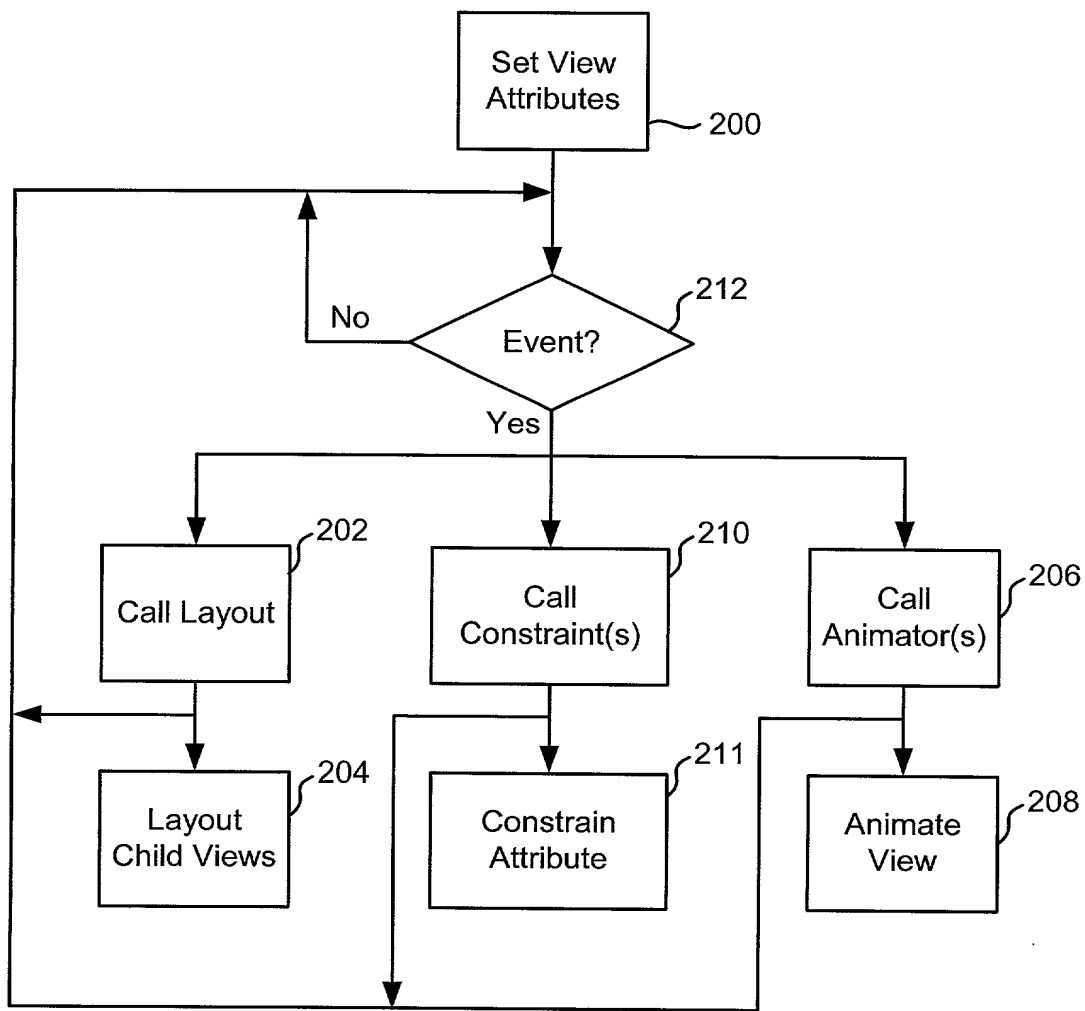 Set View
Attributes
200
212
No
Event?
Yes
202
210
206
Call Layout
Call
Constraint(s)
Call
Animator(s)
204
211
208
Layout
Child Views
Constrain
Attribute
Animate
View